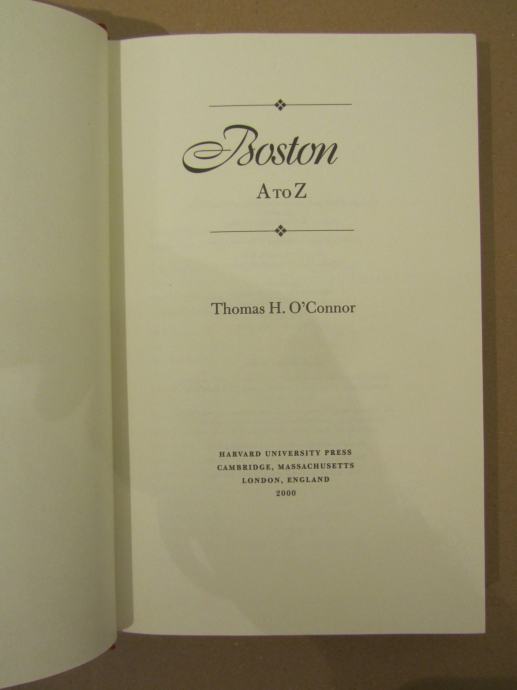 Boston
A TO Z
Thomas H. O'Connor
HARVARD UNIVERSITY PRESS
CAMBRIDGE, MASSACHUSETTS
LONDON, ENGLAND
2000